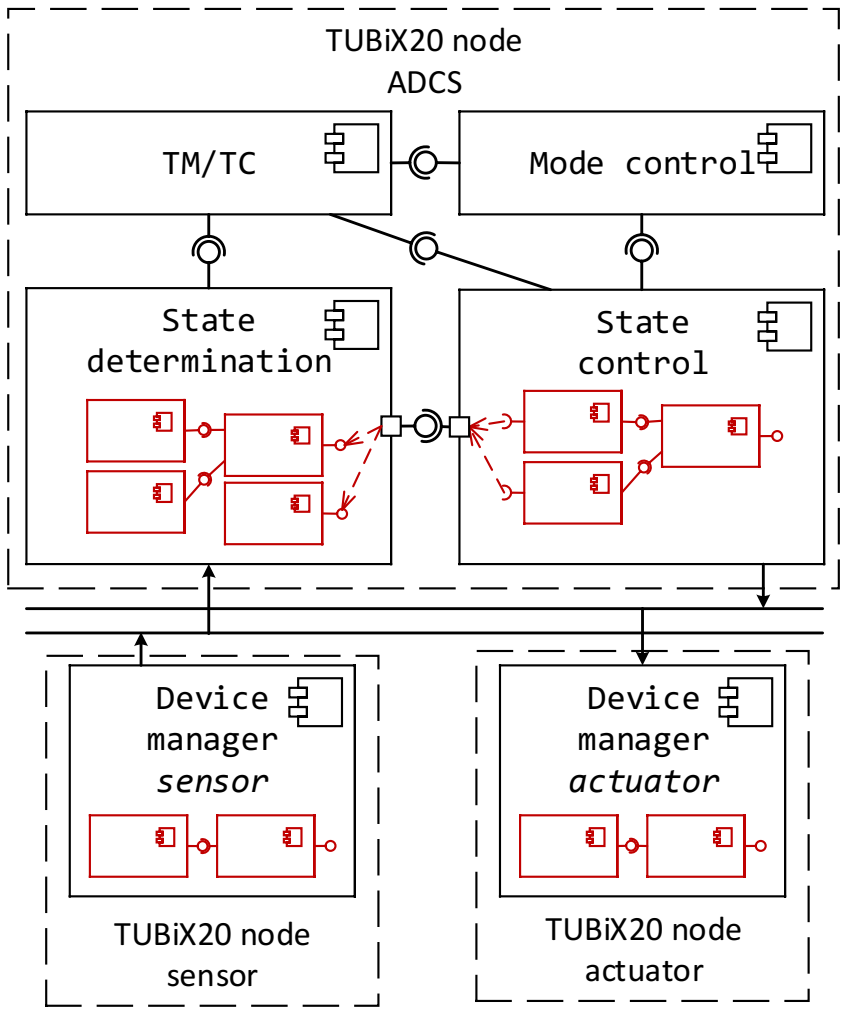 TUBiX20 node
ADCS
TM/TC
Mode control
State
determination
State
control
Device
manager
sensor
Device
manager
actuator
TUBiX20 node
sensor
TUBiX20 node
actuator